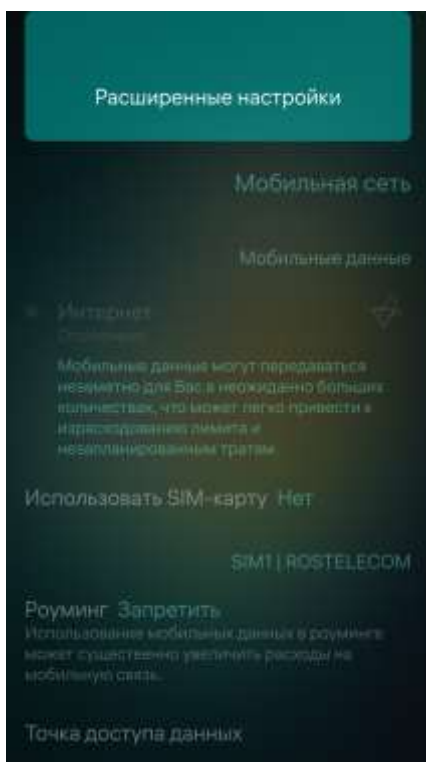 Расширенные настройки
Мобильная сеть
Мобильные данные
Интернет
Мобильные данные могут передаваться
незаметно для Вас в неожиданно больших
количествах, что может легко привести к
израсходованию лимита и
незапланированным тратам.
Использовать SIM-карту Нет
SIM1 | ROSTELECOM
Роуминг Запретить
Использование мобильных данных в роуминге
может существенно увеличить расходы на
мобильную связь.
Точка доступа данных